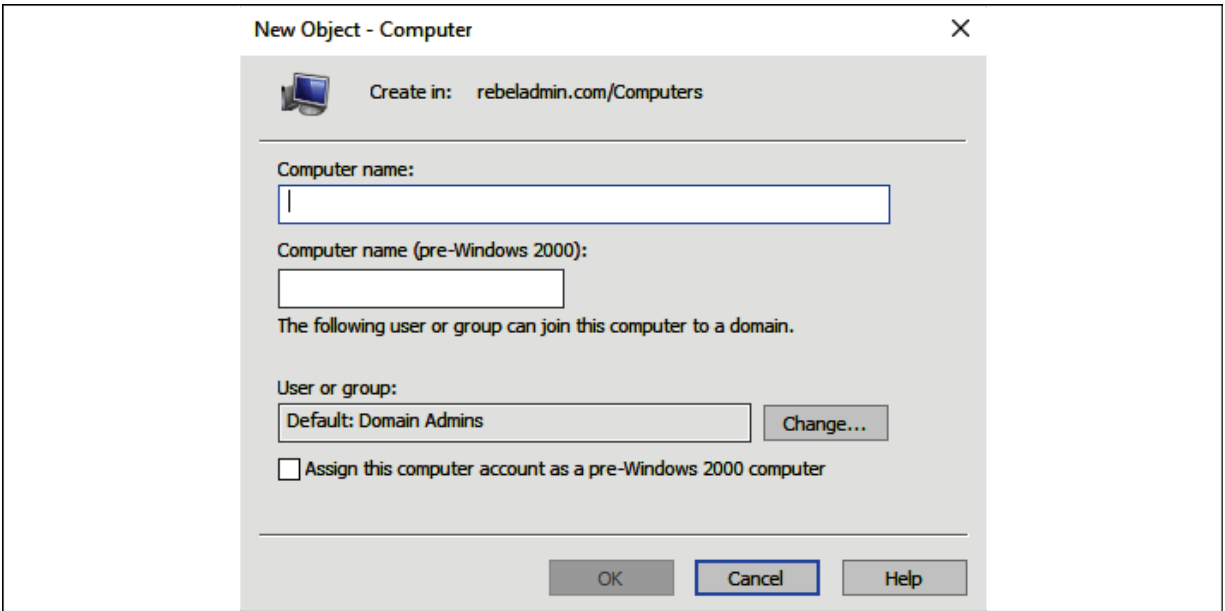 New Object - Computer
Create in: rebeladmin.com/Computers
Computer name:
Computer name (pre-Windows 2000):
The following user or group can join this computer to a domain.
User or group:
Default: Domain Admins
Change...
Assign this computer account as a pre-Windows 2000 computer
OK Cancel Help